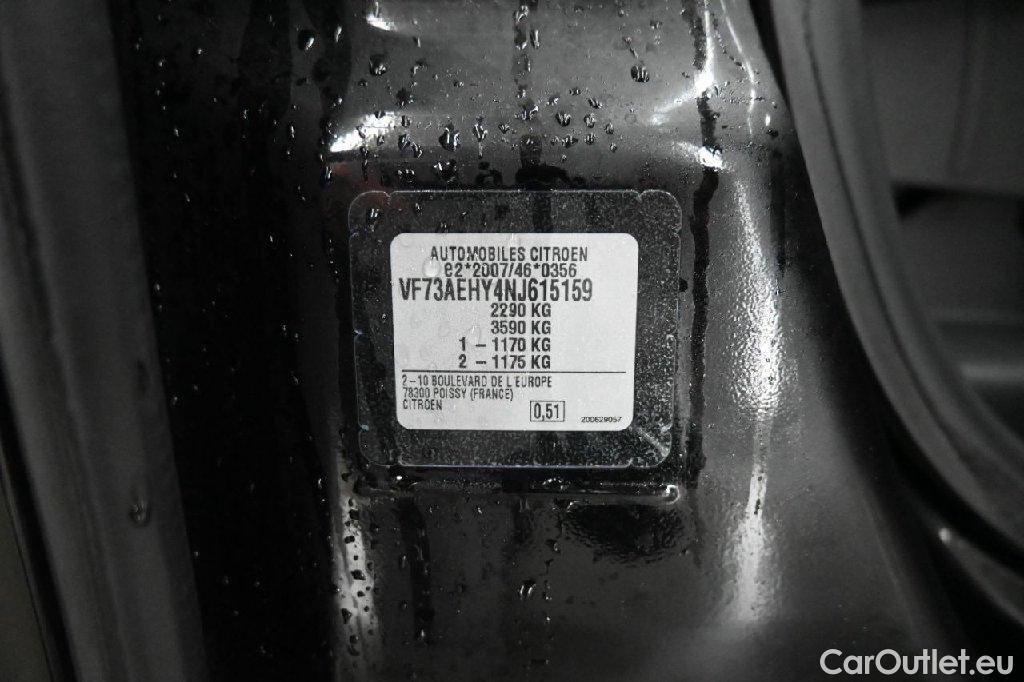 AUTOMOBILES CITROEN
e2*2007/46*0356
VF73AEHY4NJ615159
2290 KG
3590 KG
1 – 1170 KG
2 – 1175 KG
2–10 BOULEVARD DE L'EUROPE
78300 POISSY (FRANCE)
CITROEN
0,51
200629057
CarOutlet.eu